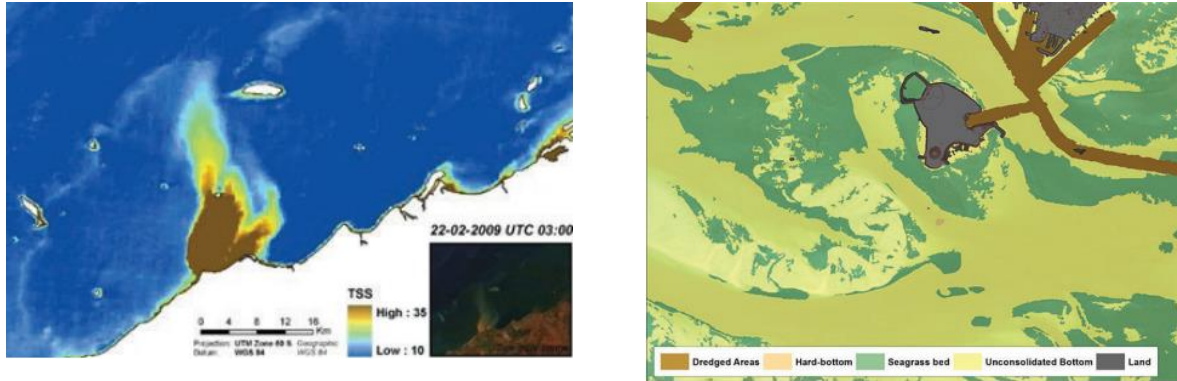 22-02-2009 UTC 03:00
TSS
High : 35
Low : 10
0 4 8 12 16
Km
Projection: UTM Zone 50 S Geographic
Datum: WGS 84 WGS 84
Dredged Areas Hard-bottom Seagrass bed Unconsolidated Bottom Land